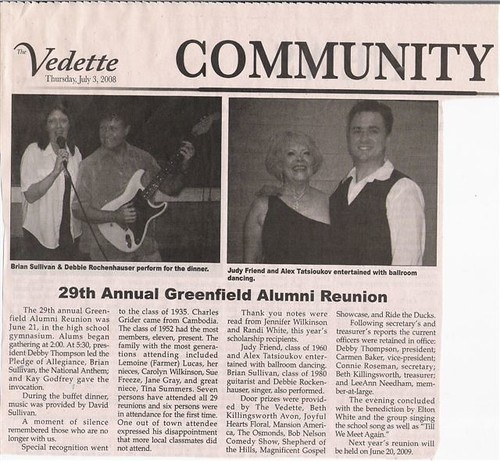 The Vedette
Thursday, July 3, 2008
COMMUNITY
Brian Sullivan & Debbie Rochenhauser perform for the dinner.
Judy Friend and Alex Tatsioukov entertained with ballroom
dancing.
29th Annual Greenfield Alumni Reunion
The 29th annual Green-
field Alumni Reunion was
June 21, in the high school
gymnasium. Alums began
gathering at 2:00. At 5:30, pres-
ident Debby Thompson led the
Pledge of Allegiance, Brian
Sullivan, the National Anthem;
and Kay Godfrey gave the
invocation.
During the buffet dinner,
music was provided by David
Sullivan.
A moment of silence
remembered those who are no
longer with us.
Special recognition went
to the class of 1935. Charles
Grider came from Cambodia.
The class of 1952 had the most
members, eleven, present. The
family with the most genera-
tions attending included
Lemoine (Farmer) Lucas, her
nieces, Carolyn Wilkinson, Sue
Freeze, Jane Gray, and great
niece, Tina Summers. Seven
persons have attended all 29
reunions and six persons were
in attendance for the first time.
One out of town attendee
expressed his disappointment
that more local classmates did
not attend.
Thank you notes were
read from Jennifer Wilkinson
and Randi White, this year's
scholarship recipients.
Judy Friend, class of 1960
and Alex Tatsioukov enter-
tained with ballroom dancing.
Brian Sullivan, class of 1980
guitarist and Debbie Rocken-
hauser, singer, also performed.
Door prizes were provided
by The Vedette, Beth
Killingsworth Avon, Joyful
Hearts Floral, Mansion Ameri-
ca, The Osmonds, Bob Nelson
Comedy Show, Shepherd of
the Hills, Magnificent Gospel
Showcase, and Ride the Ducks.
Following secretary's and
treasurer's reports the current
officers were retained in office:
Debby Thompson, president;
Carmen Baker, vice-president;
Connie Roseman, secretary;
Beth Killingsworth, treasurer;
and LeeAnn Needham, mem-
ber-at-large.
The evening concluded
with the benediction by Elton
White and the group singing
the school song as well as "Till
We Meet Again."
Next year's reunion will
be held on June 20, 2009.